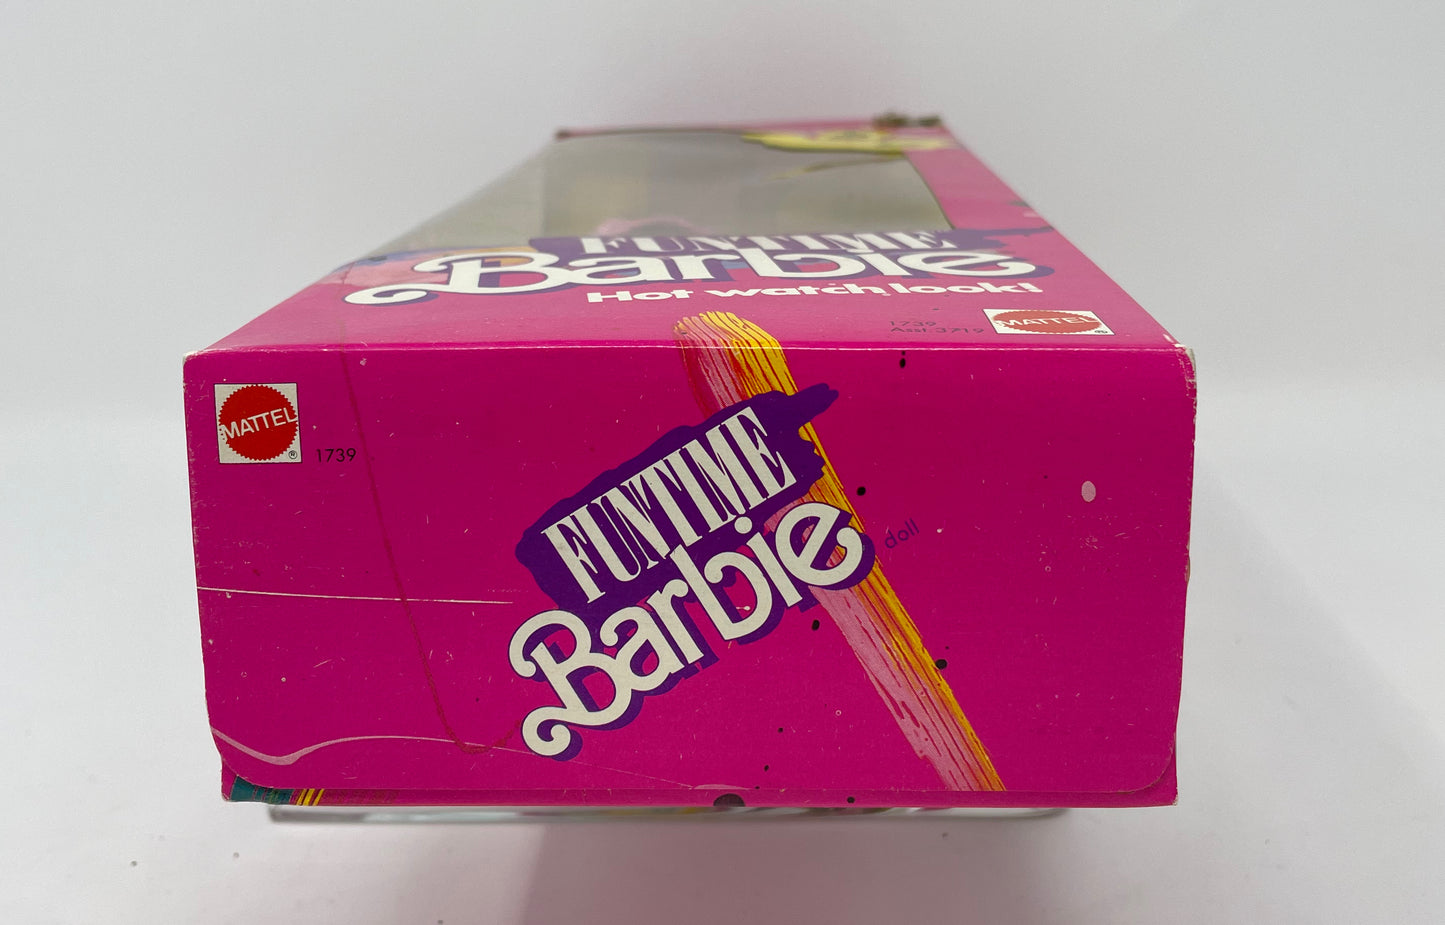 FUNTIME
Barbie
Hot watch look!
1739
Asst. 3719
MATTEL
®
MATTEL
®
1739
FUNTIME
Barbie
doll